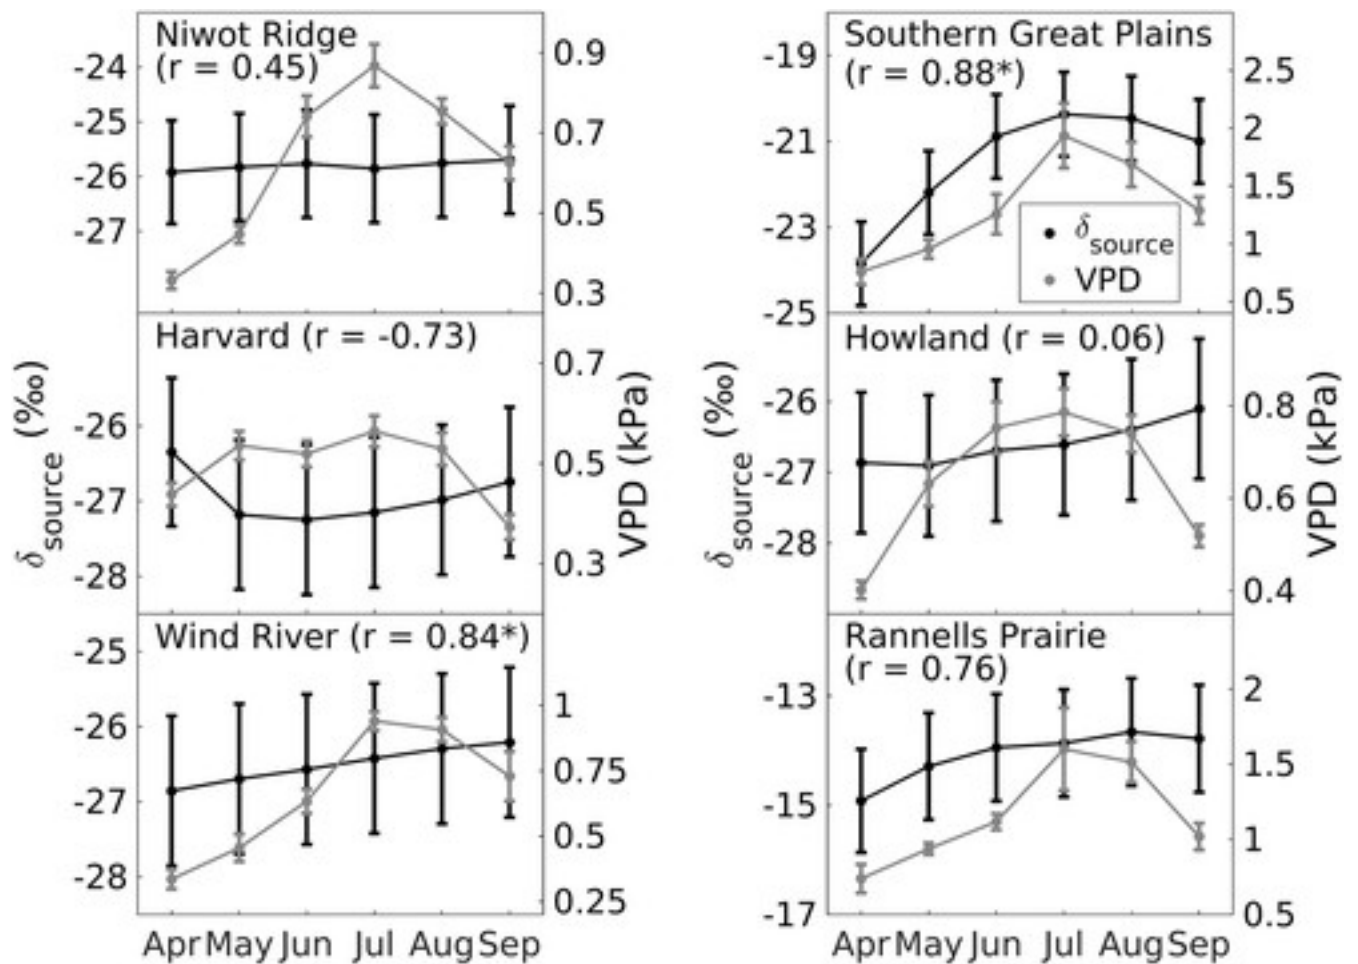 Niwot Ridge
(r = 0.45)
-24
-25
-26
-27
0.9
0.7
0.5
0.3
Southern Great Plains
(r = 0.88*)
-19
-21
-23
-25
2.5
2
1.5
1
0.5
δsource
VPD
Harvard (r = -0.73)
-26
-27
-28
0.7
0.5
0.3
δsource (‰)
VPD (kPa)
Howland (r = 0.06)
-26
-27
-28
0.8
0.6
0.4
δsource (‰)
VPD (kPa)
Wind River (r = 0.84*)
-25
-26
-27
-28
1
0.75
0.5
0.25
Apr May Jun Jul Aug Sep
Rannells Prairie
(r = 0.76)
-13
-15
-17
2
1.5
1
0.5
Apr May Jun Jul Aug Sep